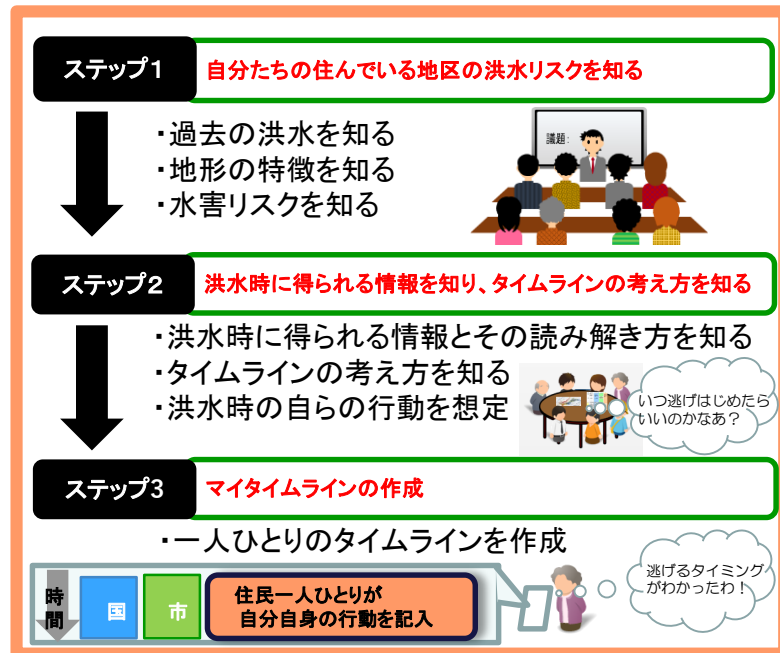 ステップ1
自分たちの住んでいる地区の洪水リスクを知る
・過去の洪水を知る
・地形の特徴を知る
・水害リスクを知る
議題:
ステップ2
洪水時に得られる情報を知り、タイムラインの考え方を知る
・洪水時に得られる情報とその読み解き方を知る
・タイムラインの考え方を知る
・洪水時の自らの行動を想定
いつ逃げはじめたら
いいのかなあ？
ステップ3
マイタイムラインの作成
・一人ひとりのタイムラインを作成
時間
国
市
住民一人ひとりが
自分自身の行動を記入
逃げるタイミング
がわかったわ！